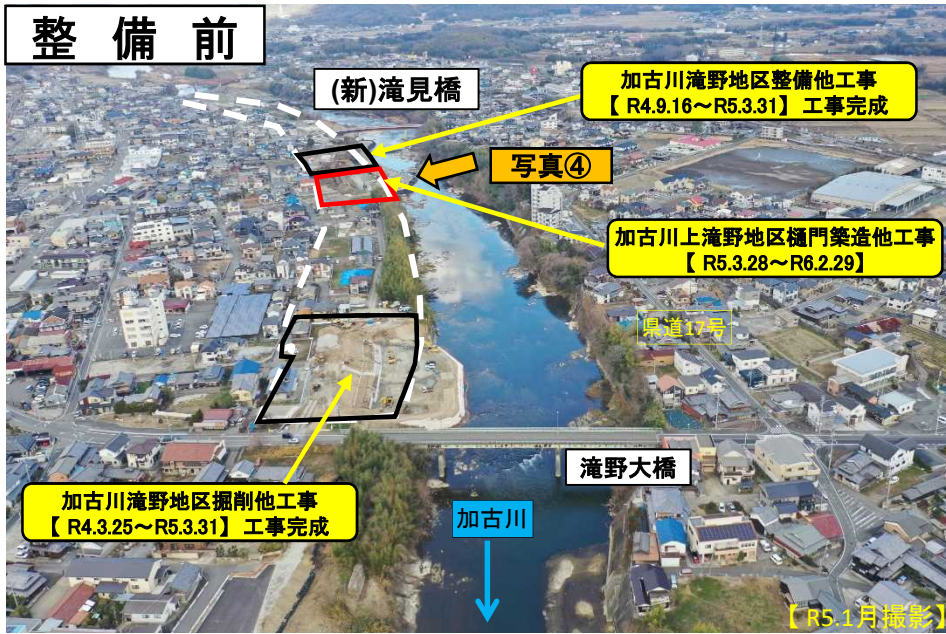 整備前
(新)滝見橋
加古川滝野地区整備他工事
【 R4.9.16~R5.3.31】 工事完成
写真④
加古川上滝野地区樋門築造他工事
【 R5.3.28~R6.2.29】
県道17号
滝野大橋
加古川滝野地区掘削他工事
【 R4.3.25~R5.3.31】 工事完成
加古川
【 R5.1月撮影】